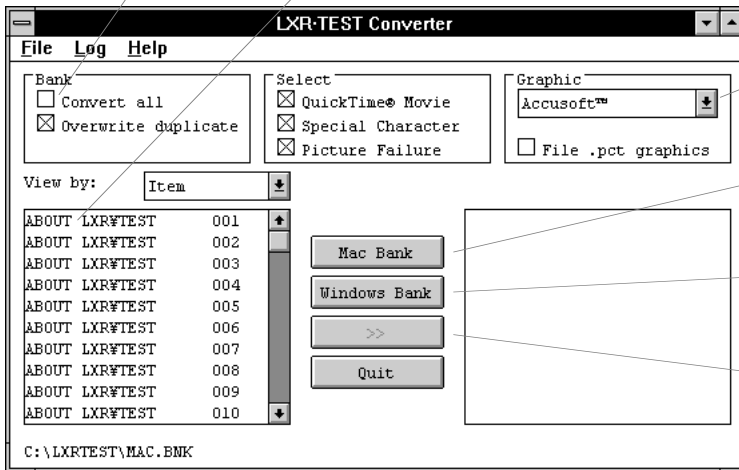 LXR·TEST Converter
File Log Help
Bank
Convert all
Overwrite duplicate
Select
QuickTime® Movie
Special Character
Picture Failure
Graphic
Accusoft™
File .pct graphics
View by: Item
ABOUT LXR¥TEST 001
ABOUT LXR¥TEST 002
ABOUT LXR¥TEST 003
ABOUT LXR¥TEST 004
ABOUT LXR¥TEST 005
ABOUT LXR¥TEST 006
ABOUT LXR¥TEST 007
ABOUT LXR¥TEST 008
ABOUT LXR¥TEST 009
ABOUT LXR¥TEST 010
Mac Bank
Windows Bank
>>
Quit
C:\LXRTEST\MAC.BNK